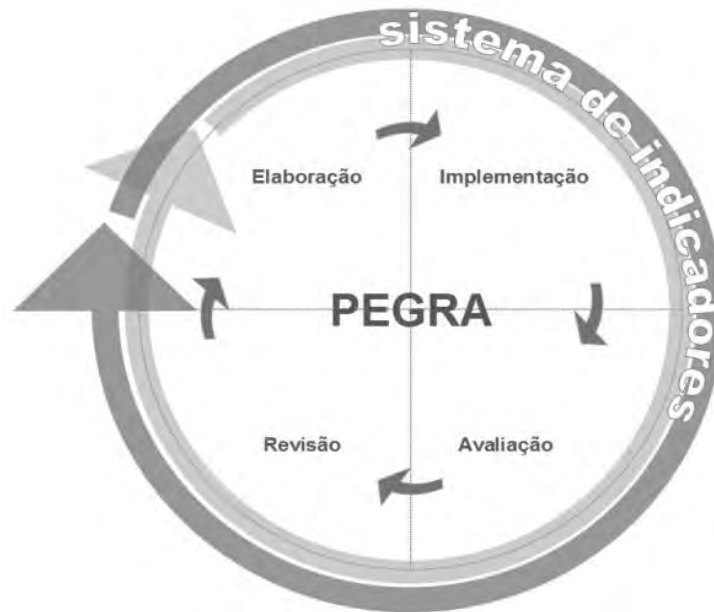 sistema de indicadores
Elaboração
Implementação
PEGRA
Revisão
Avaliação